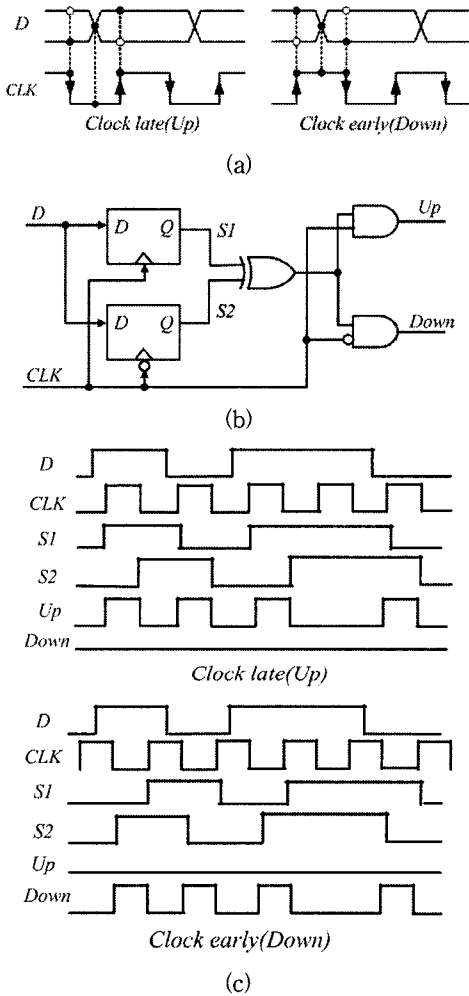 D
CLK
Clock late(Up) Clock early(Down)
(a)
D D Q S1 Up
D Q S2 Down
CLK
(b)
D
CLK
S1
S2
Up
Down
Clock late(Up)
D
CLK
S1
S2
Up
Down
Clock early(Down)
(c)